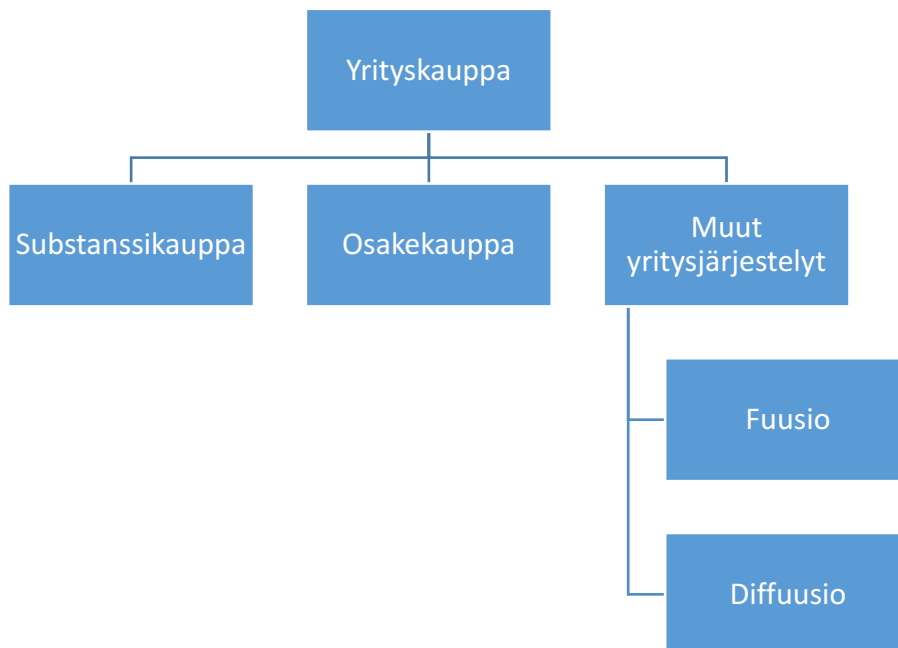 Yrityskauppa
Substanssikauppa
Osakekauppa
Muut
yritysjärjestelyt
Fuusio
Diffuusio